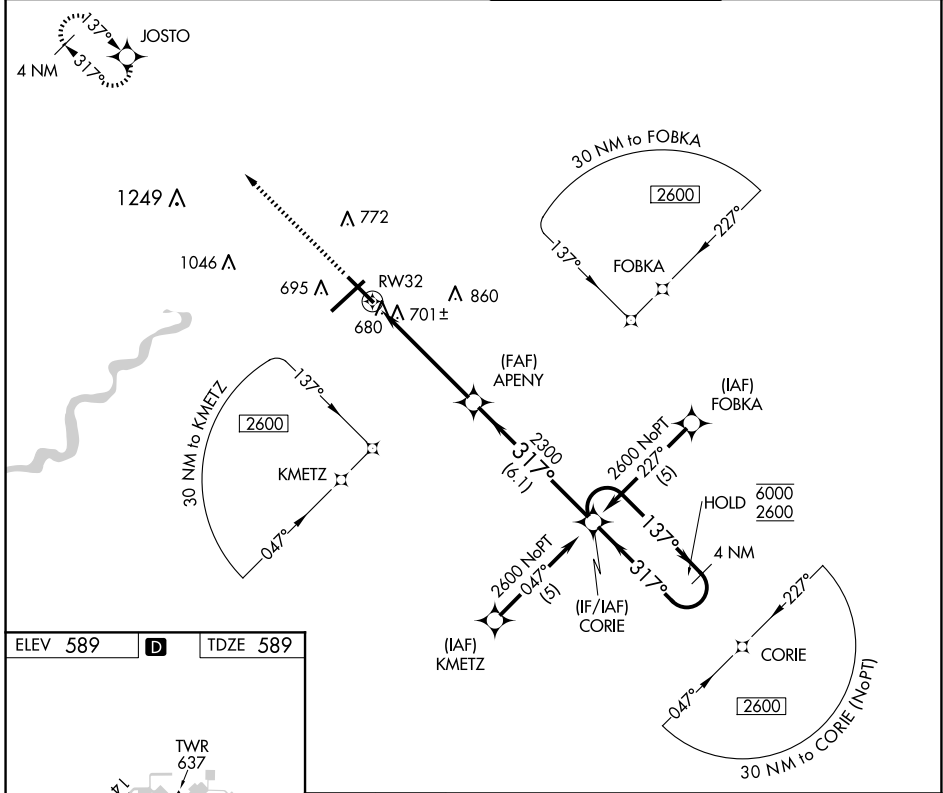 137°
JOSTO
4 NM
317°
30 NM to FOBKA
2600
1249
772
227°
137°
1046
FOBKA
695
RW32
860
680
701±
(FAF)
APENY
(IAF)
FOBKA
30 NM to KMETZ
137°
2600
KMETZ
047°
2300
317°
(6.1)
2600 NoPT
227°
(5)
HOLD
6000
2600
137°
4 NM
317°
2600 NoPT
047°
(5)
(IF/IAF)
CORIE
(IAF)
KMETZ
227°
CORIE
047°
2600
30 NM to CORIE (NoPT)
ELEV 589
D
TDZE 589
TWR
637
14